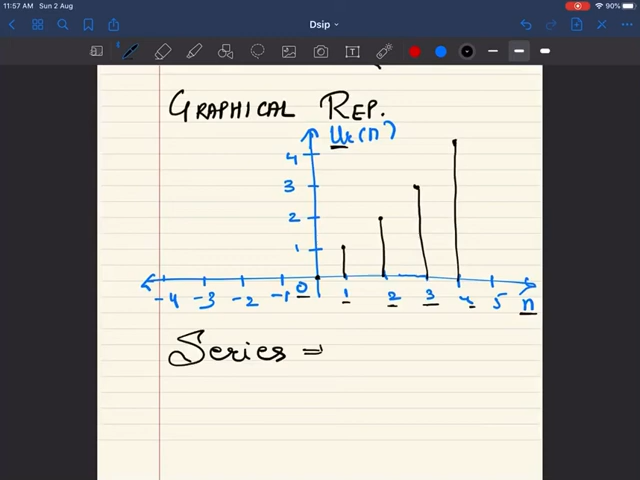 11:57 AM Sun 2 Aug
90%
Dsip
GRAPHICAL REP.
Ur(n)
4
3
2
1
-4 -3 -2 -1 0 1 2 3 4 5 n
Series ⇒